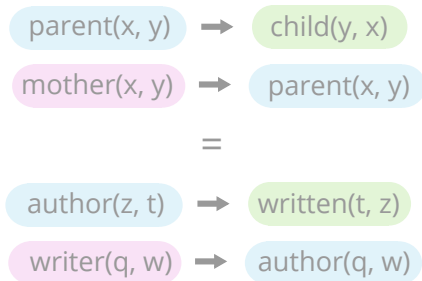 parent(x, y) → child(y, x)
mother(x, y) → parent(x, y)
=
author(z, t) → written(t, z)
writer(q, w) → author(q, w)